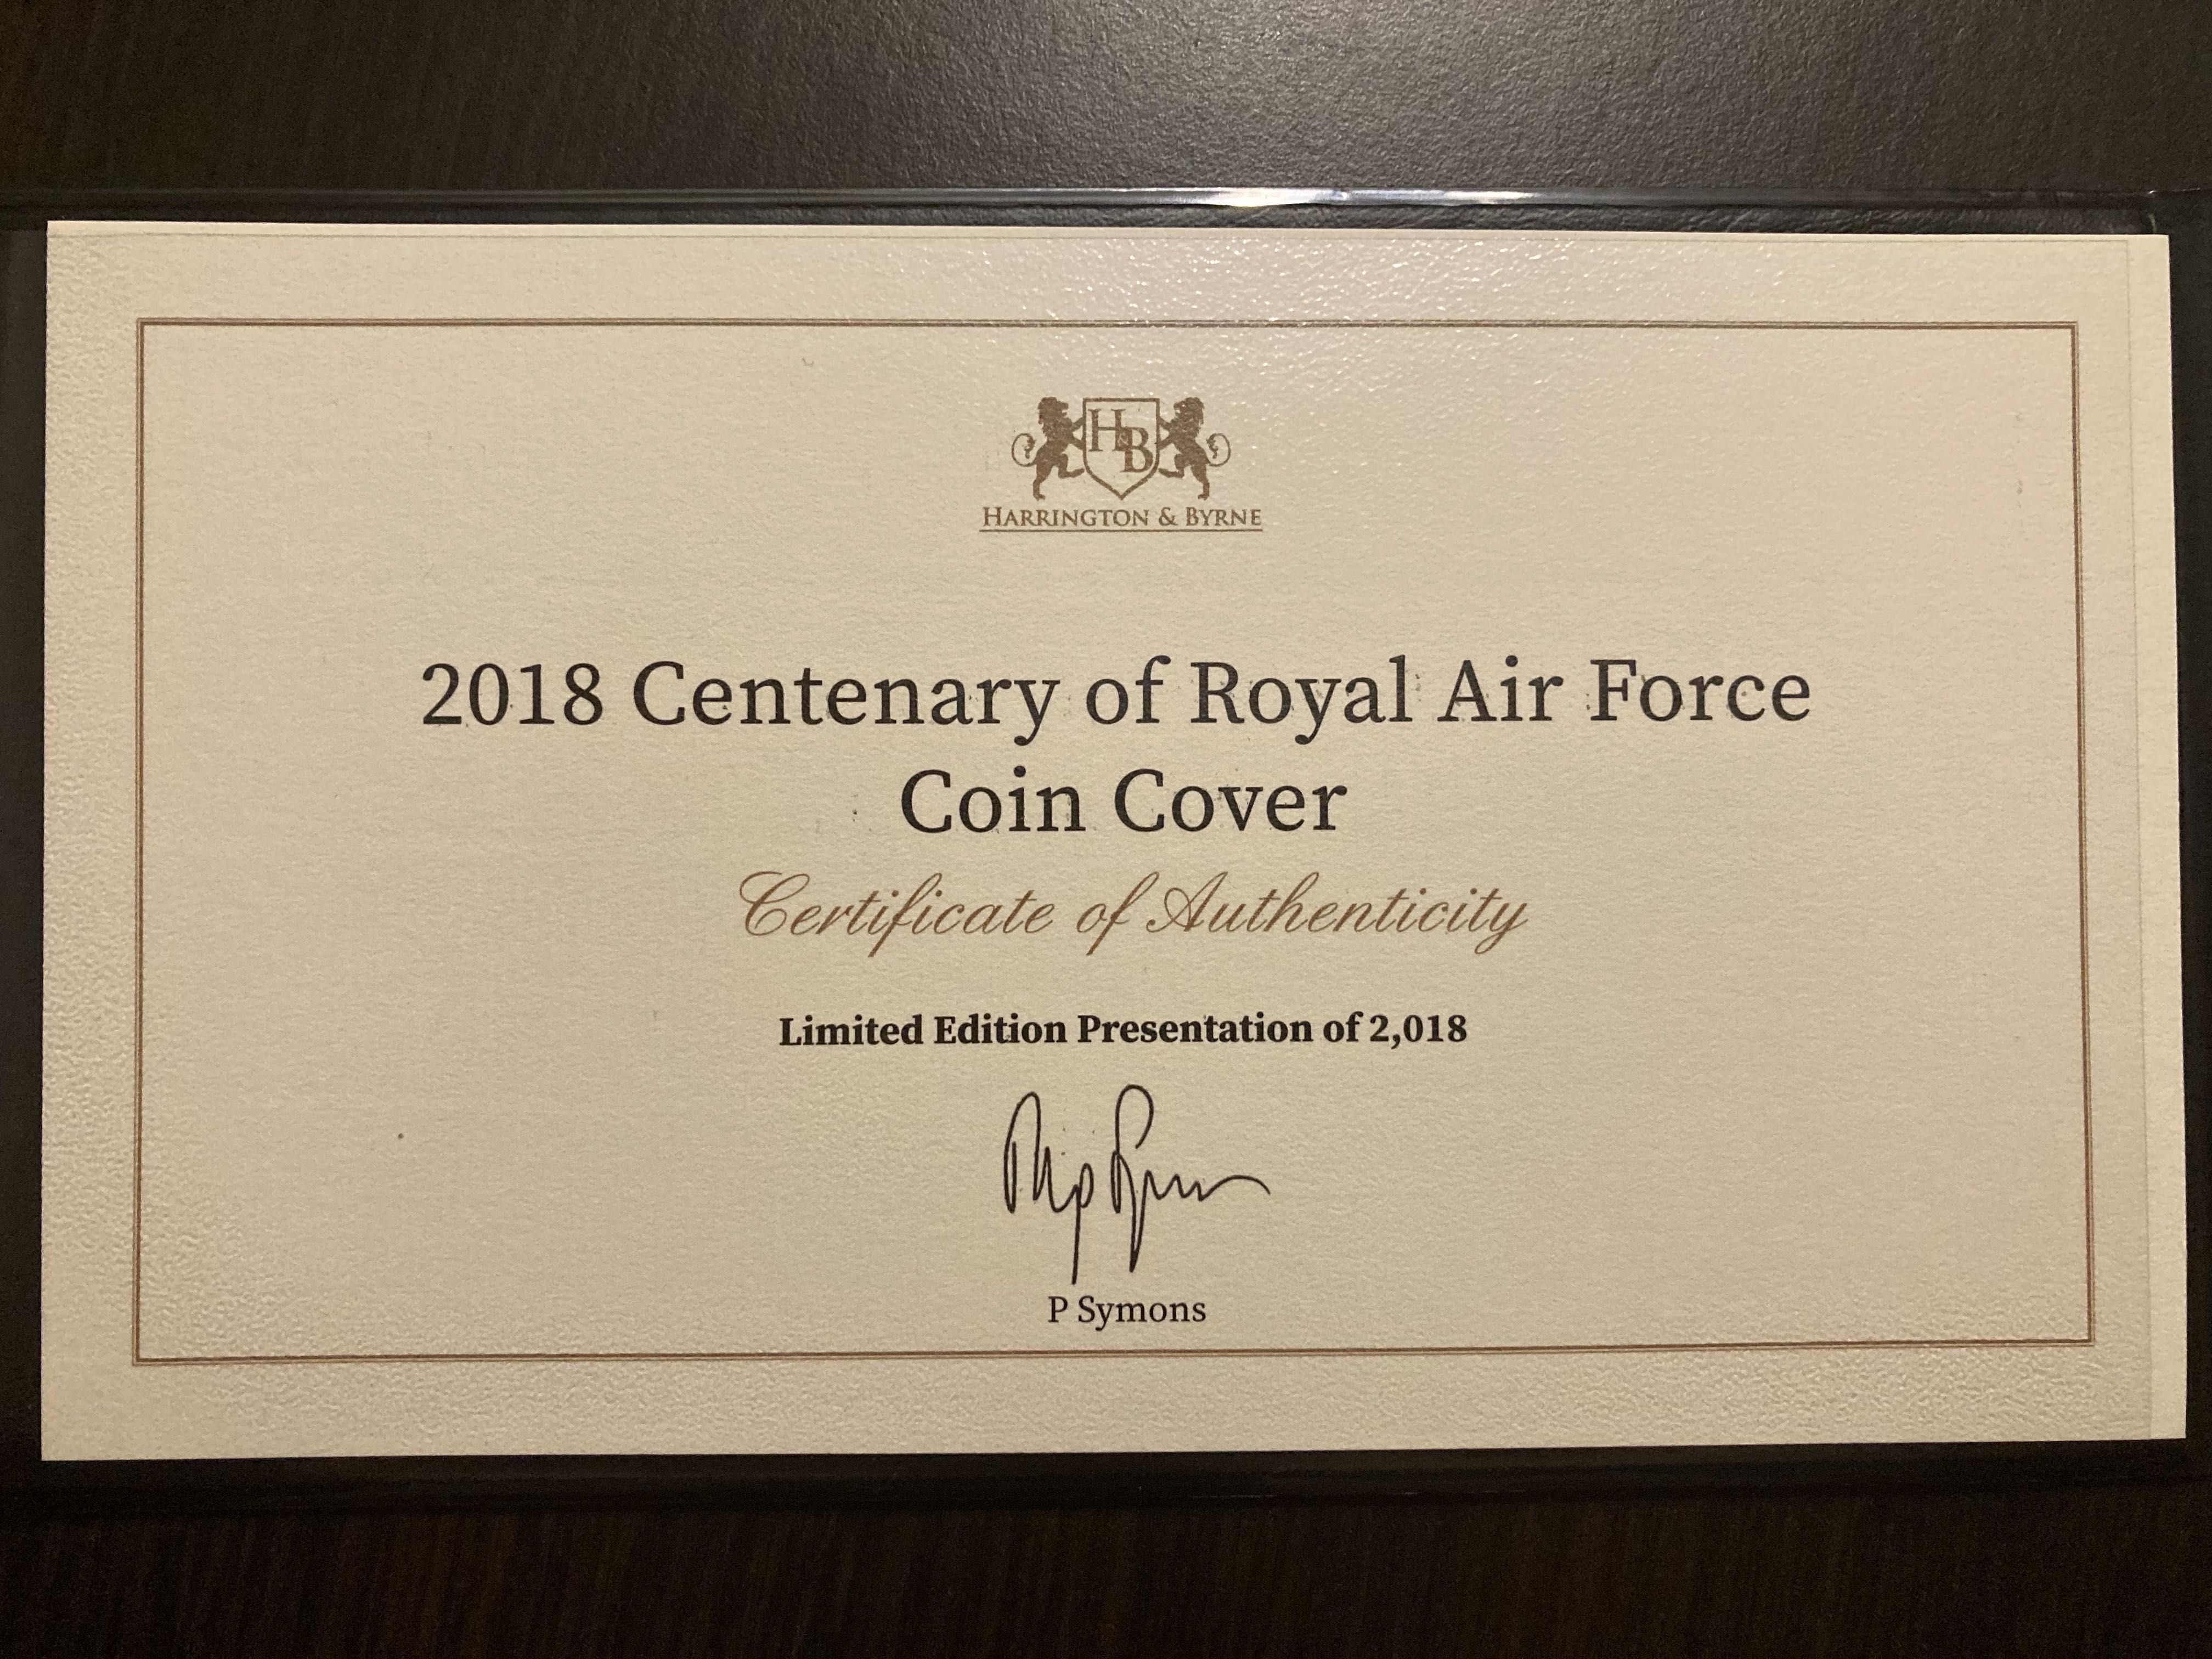 HB
HARRINGTON & BYRNE
2018 Centenary of Royal Air Force
Coin Cover
Certificate of Authenticity
Limited Edition Presentation of 2,018
P Symons